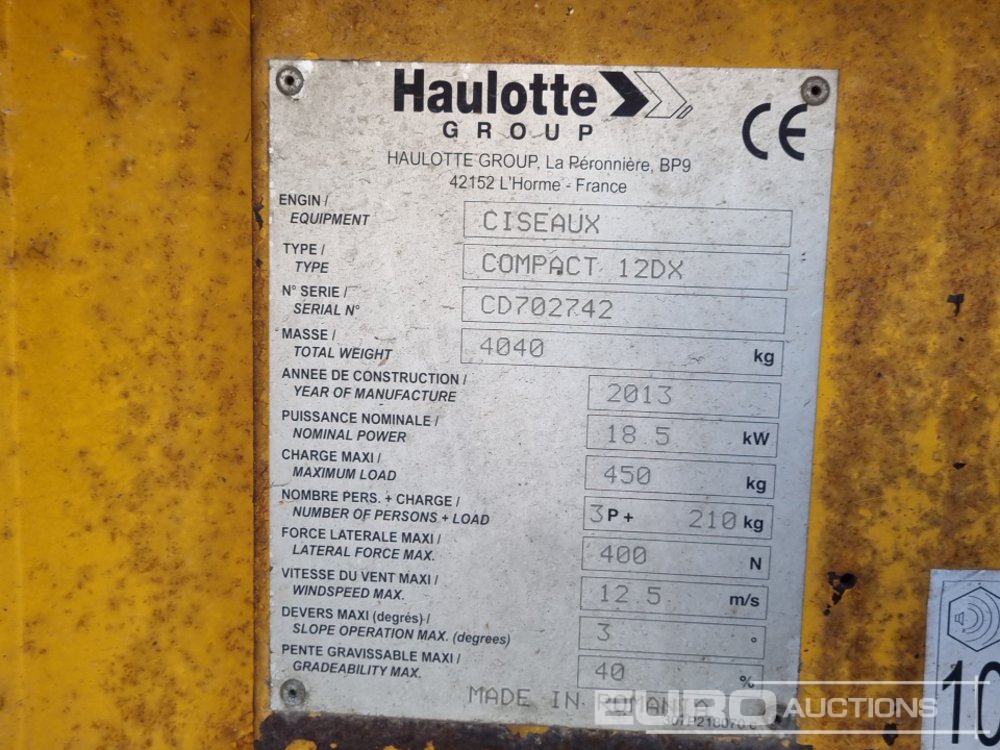 Haulotte
GROUP
CE
HAULOTTE GROUP, La Péronnière, BP9
42152 L'Horme - France
ENGIN /
EQUIPMENT
CISEAUX
TYPE /
TYPE
COMPACT 12DX
N° SERIE /
SERIAL N°
CD702742
MASSE /
TOTAL WEIGHT
4040 kg
ANNEE DE CONSTRUCTION /
YEAR OF MANUFACTURE
2013
PUISSANCE NOMINALE /
NOMINAL POWER
18 5 kW
CHARGE MAXI /
MAXIMUM LOAD
450 kg
NOMBRE PERS. + CHARGE /
NUMBER OF PERSONS + LOAD
3P+ 210 kg
FORCE LATERALE MAXI /
LATERAL FORCE MAX.
400 N
VITESSE DU VENT MAXI /
WINDSPEED MAX.
12 5 m/s
DEVERS MAXI (degrés) /
SLOPE OPERATION MAX. (degrees)
3 °
PENTE GRAVISSABLE MAXI /
GRADEABILITY MAX.
40 %
MADE IN
EURO AUCTIONS
10